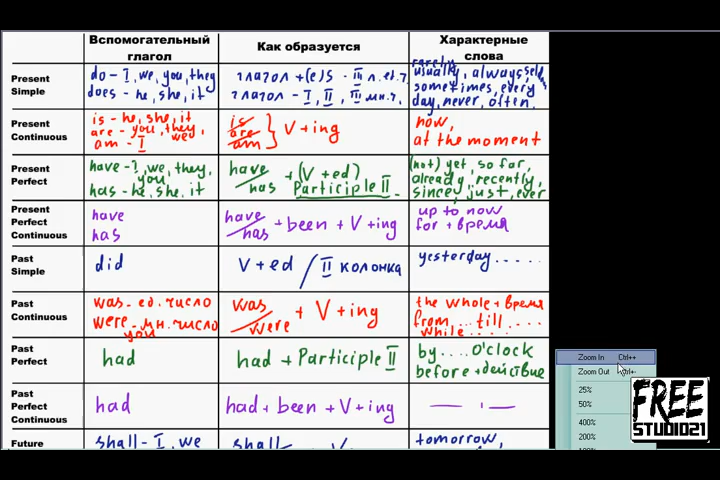 Вспомогательный
глагол
Как образуется
Характерные
слова
Present
Simple
do - I, we, you, they
does - he, she, it
глагол +(e)s - III л.ед.ч.
глагол - I, II, III мн.ч.
rarely
usually, always, seld
sometimes, every
day, never, often.
Present
Continuous
is - he, she, it
are - you, they,
we
am - I
is
are
am
} V + ing
now,
at the moment
Present
Perfect
have - I, we, they,
you
has - he, she, it
have
has
+ (V + ed)
Participle II
(not) yet, so far,
already, recently,
since, just, ever
Present
Perfect
Continuous
have
has
have
has
+ been + V + ing
up to now
for + время
Past
Simple
did
V + ed / II колонка
yesterday . . . . .
Past
Continuous
was - ед. число
were - мн. число
you
was
were
+ V + ing
the whole + время
from ... till ....
while ....
Past
Perfect
had
had + Participle II
by .... o'clock
before + действие
Past
Perfect
Continuous
had
had + been + V + ing
Future
shall - I, we
shall
V
tomorrow,
Zoom In Ctrl++
Zoom Out Ctrl+-
25%
50%
400%
200%
FREE
STUDIO21